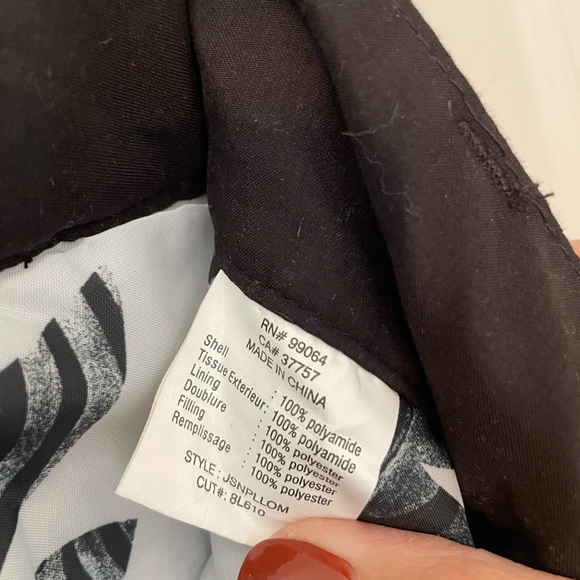 RN# 99064
CA# 37757
MADE IN CHINA
Shell : 100% polyamide
Tissue Exterieur : 100% polyamide
Lining : 100% polyester
Doublure : 100% polyester
Filling : 100% polyester
Remplissage : 100% polyester
STYLE : JSNPLLOM
CUT#: 8L610